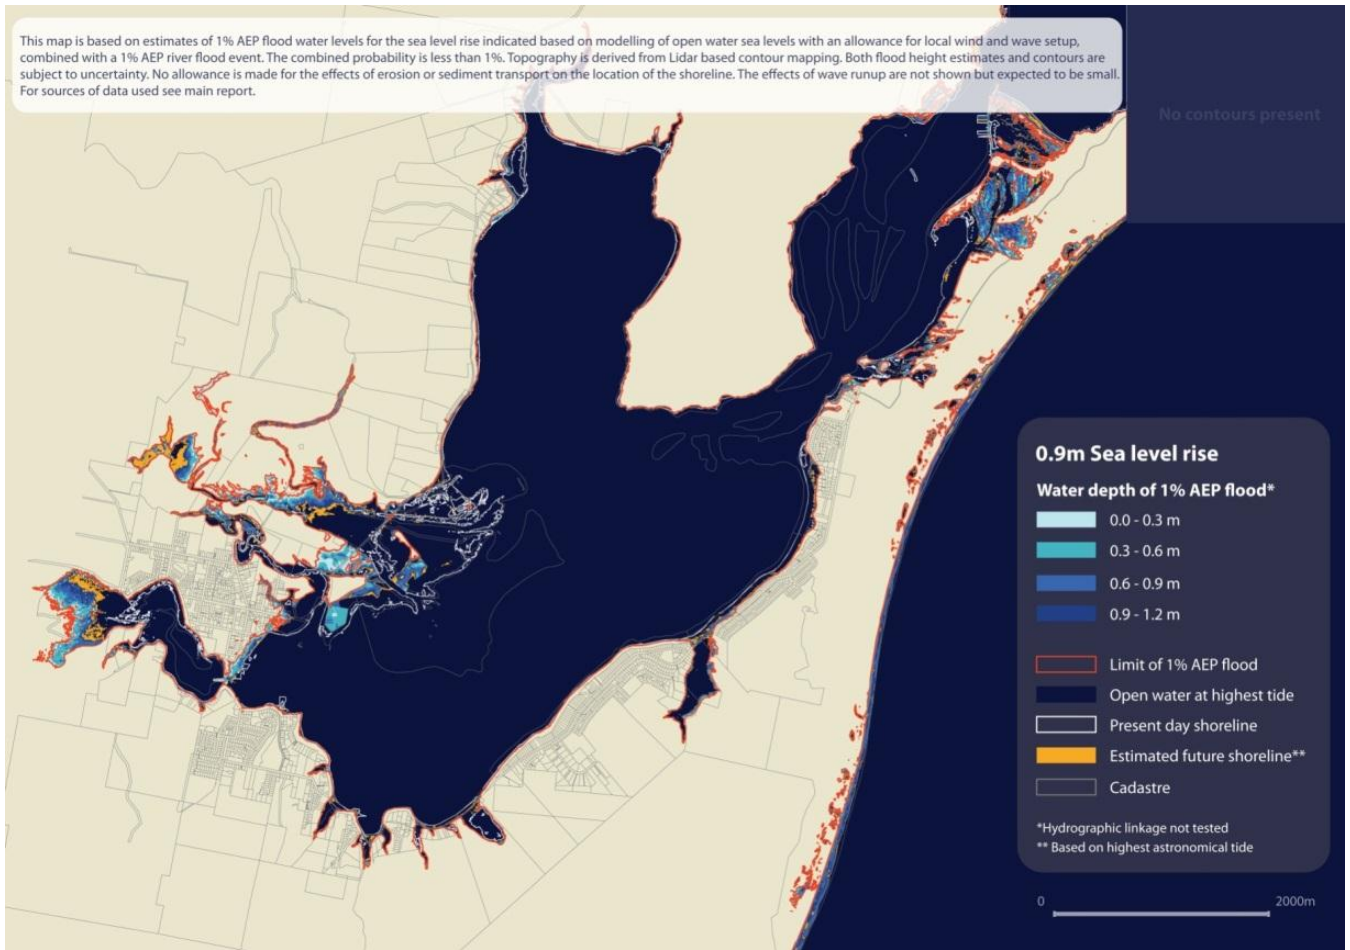 This map is based on estimates of 1% AEP flood water levels for the sea level rise indicated based on modelling of open water sea levels with an allowance for local wind and wave setup,
combined with a 1% AEP river flood event. The combined probability is less than 1%. Topography is derived from Lidar based contour mapping. Both flood height estimates and contours are
subject to uncertainty. No allowance is made for the effects of erosion or sediment transport on the location of the shoreline. The effects of wave runup are not shown but expected to be small.
For sources of data used see main report.
No contours present
0.9m Sea level rise
Water depth of 1% AEP flood*
0.0 - 0.3 m
0.3 - 0.6 m
0.6 - 0.9 m
0.9 - 1.2 m
Limit of 1% AEP flood
Open water at highest tide
Present day shoreline
Estimated future shoreline**
Cadastre
*Hydrographic linkage not tested
** Based on highest astronomical tide
0 2000m